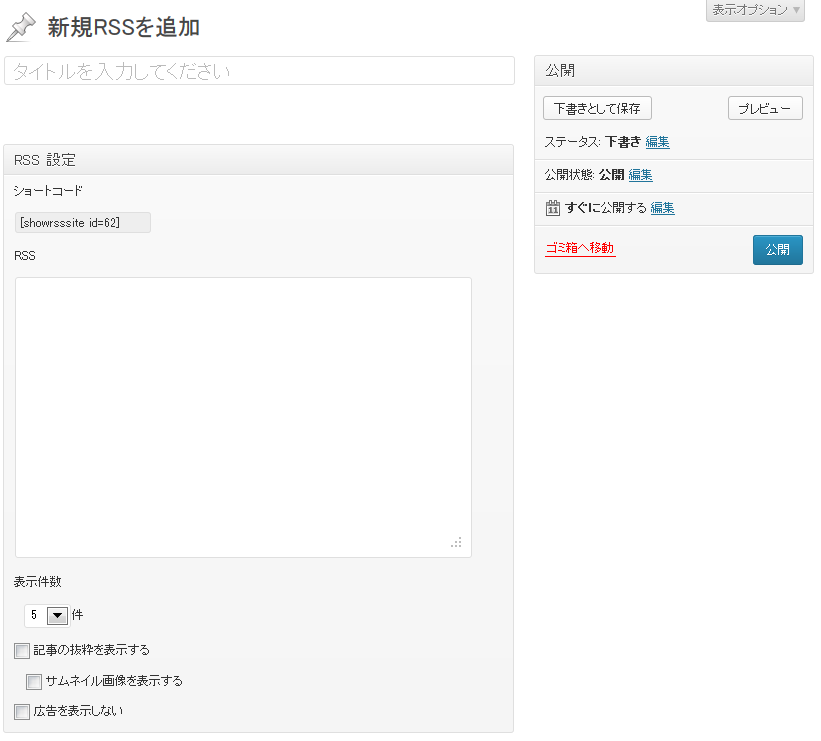 表示オプション ▼
新規RSSを追加
タイトルを入力してください
公開
下書きとして保存 プレビュー
ステータス: 下書き 編集
公開状態: 公開 編集
11 すぐに公開する 編集
ゴミ箱へ移動 公開
RSS 設定
ショートコード
[showrsssite id=62]
RSS
表示件数
5 件
記事の抜粋を表示する
サムネイル画像を表示する
広告を表示しない